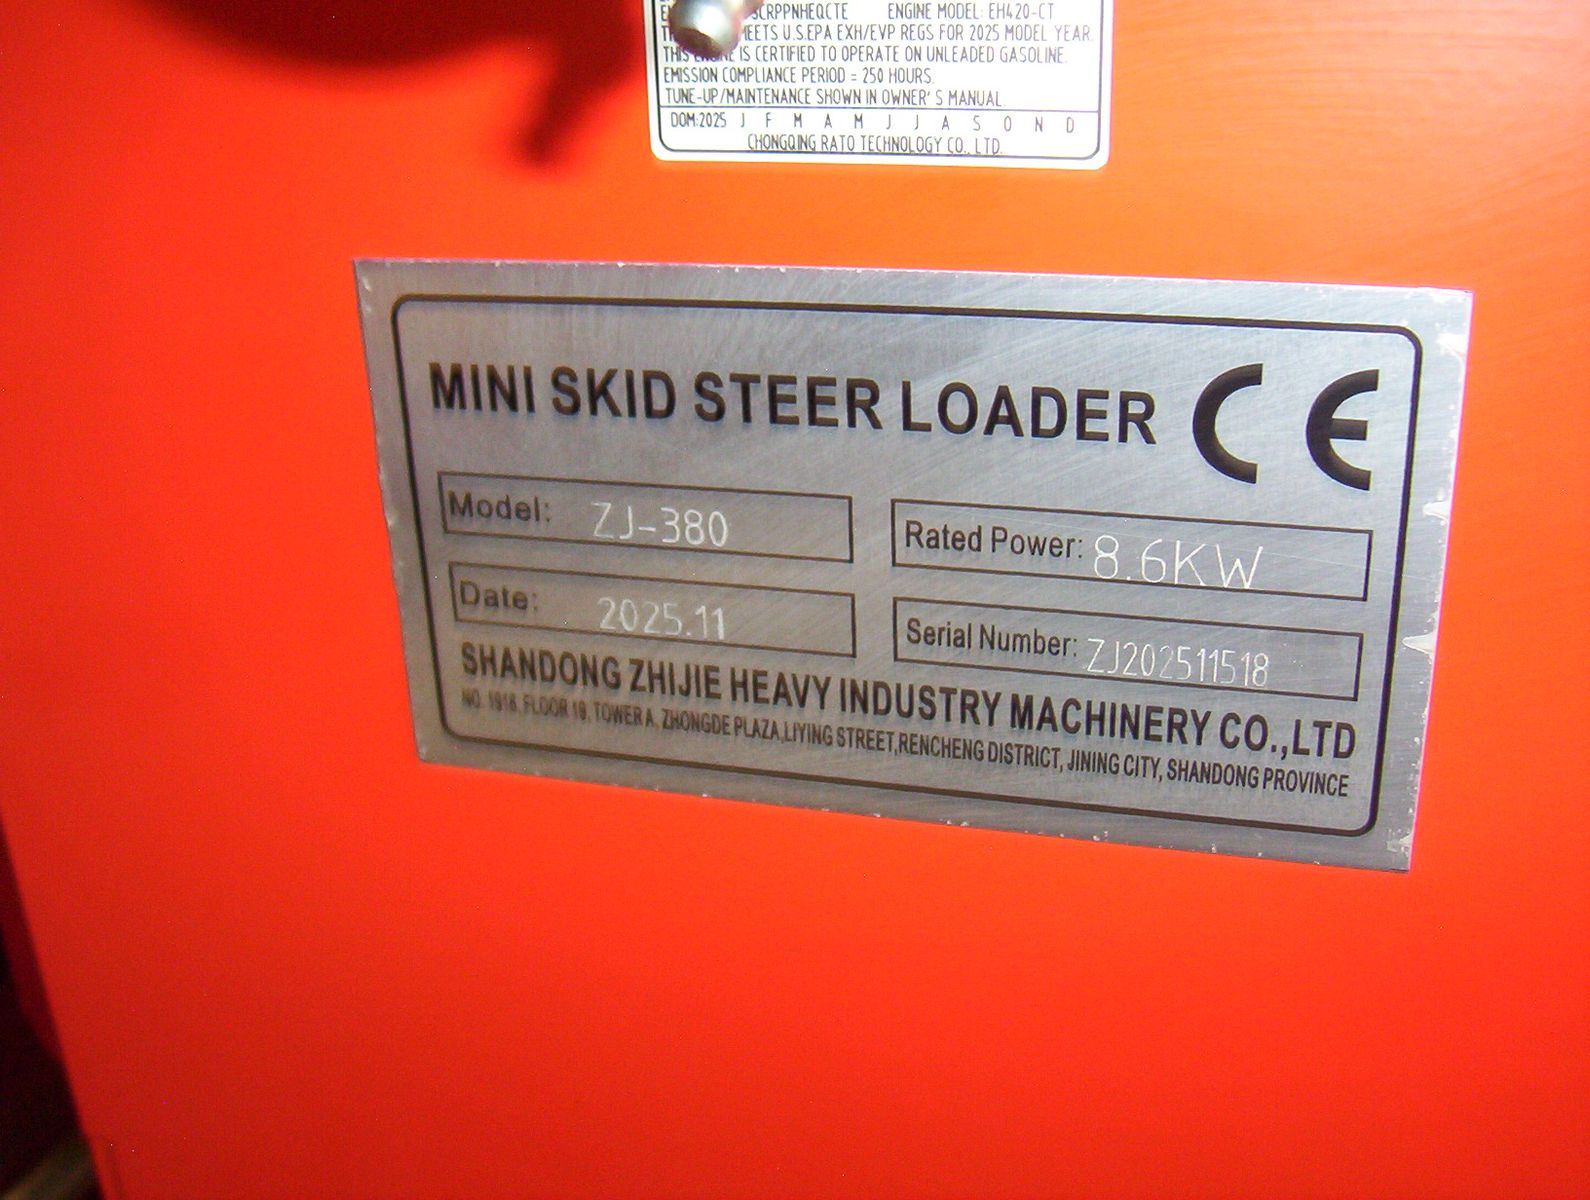 SCRPPNHEQCTE ENGINE MODEL: EH420-CT
MEETS U.S.EPA EXH/EVP REGS FOR 2025 MODEL YEAR.
THIS ENGINE IS CERTIFIED TO OPERATE ON UNLEADED GASOLINE.
EMISSION COMPLIANCE PERIOD = 250 HOURS.
TUNE-UP/MAINTENANCE SHOWN IN OWNER' S MANUAL
DOM:2025 J F M A M J J A S O N D
CHONGQING RATO TECHNOLOGY CO., LTD.
MINI SKID STEER LOADER CE
Model: ZJ-380
Rated Power: 8.6KW
Date: 2025.11
Serial Number: ZJ202511518
SHANDONG ZHIJIE HEAVY INDUSTRY MACHINERY CO.,LTD
NO. 1918, FLOOR 19, TOWER A, ZHONGDE PLAZA,LIYING STREET,RENCHENG DISTRICT, JINING CITY, SHANDONG PROVINCE